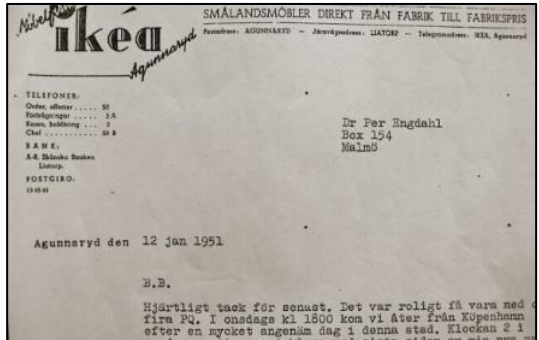 Möbelfirma
ikéa
Agunnaryd
SMÅLANDSMÖBLER DIREKT FRÅN FABRIK TILL FABRIKSPRIS
Postadress: AGUNNARYD — Järnvägsadress: LIATORP — Telegramadress: IKEA, Agunnaryd
TELEFONER:
Order, offerter ..... 50
Förfrågningar ..... 2 A
Kassa, bokföring ... 2
Chef ........... 50 B
BANK:
A-B. Skånska Banken,
Liatorp.
POSTGIRO:
Dr Per Engdahl
Box 154
Malmö
Agunnaryd den 12 jan 1951
B.B.
Hjärtligt tack för senast. Det var roligt få vara med
fira PQ. I onsdags kl 1800 kom vi åter från Köpenhamn
efter en mycket angenäm dag i denna stad. Klockan 2 i